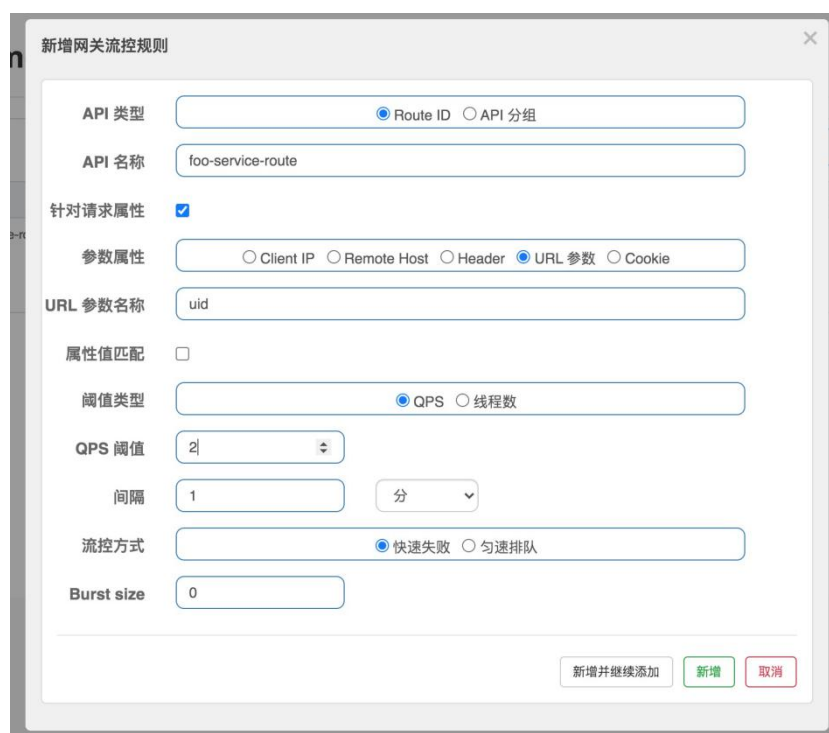 新增网关流控规则
API 类型
Route ID API 分组
API 名称
foo-service-route
针对请求属性
参数属性
Client IP Remote Host Header URL 参数 Cookie
URL 参数名称
uid
属性值匹配
阈值类型
QPS 线程数
QPS 阈值
2
间隔
1 分
流控方式
快速失败 匀速排队
Burst size
0
新增并继续添加 新增 取消